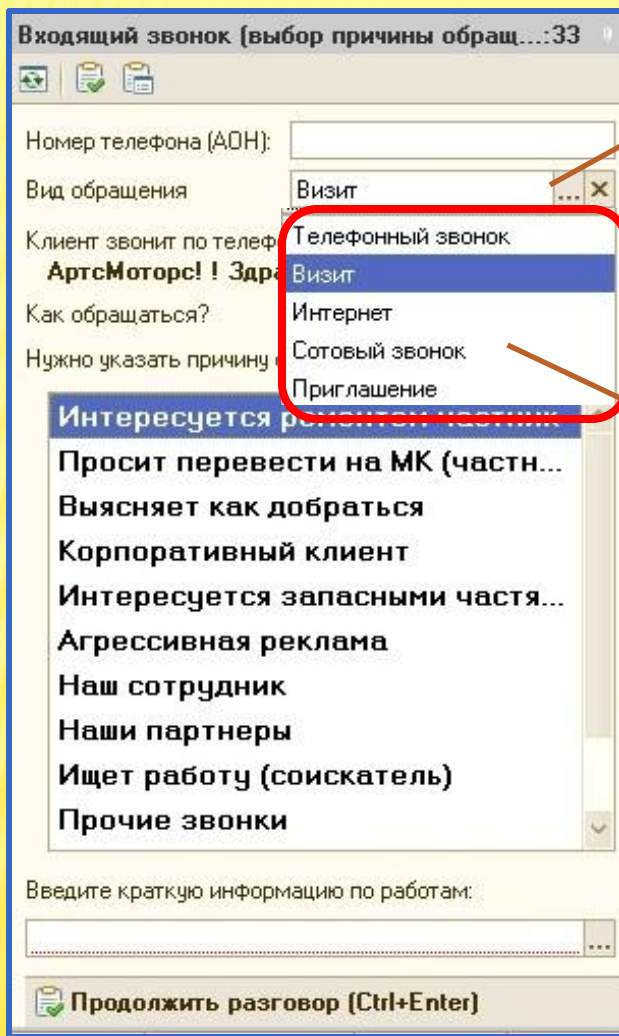 Входящий звонок (выбор причины обращ...:33
Номер телефона (АОН):
Вид обращения
Визит
...
Клиент звонит по телеф
Телефонный звонок
АртсМоторс! ! Здра
Визит
Как обращаться?
Интернет
Нужно указать причину
Сотовый звонок
Приглашение
Интересуется ремонтом частник
Просит перевести на МК (частн...
Выясняет как добраться
Корпоративный клиент
Интересуется запасными частя...
Агрессивная реклама
Наш сотрудник
Наши партнеры
Ищет работу (соискатель)
Прочие звонки
Введите краткую информацию по работам:
...
Продолжить разговор (Ctrl+Enter)